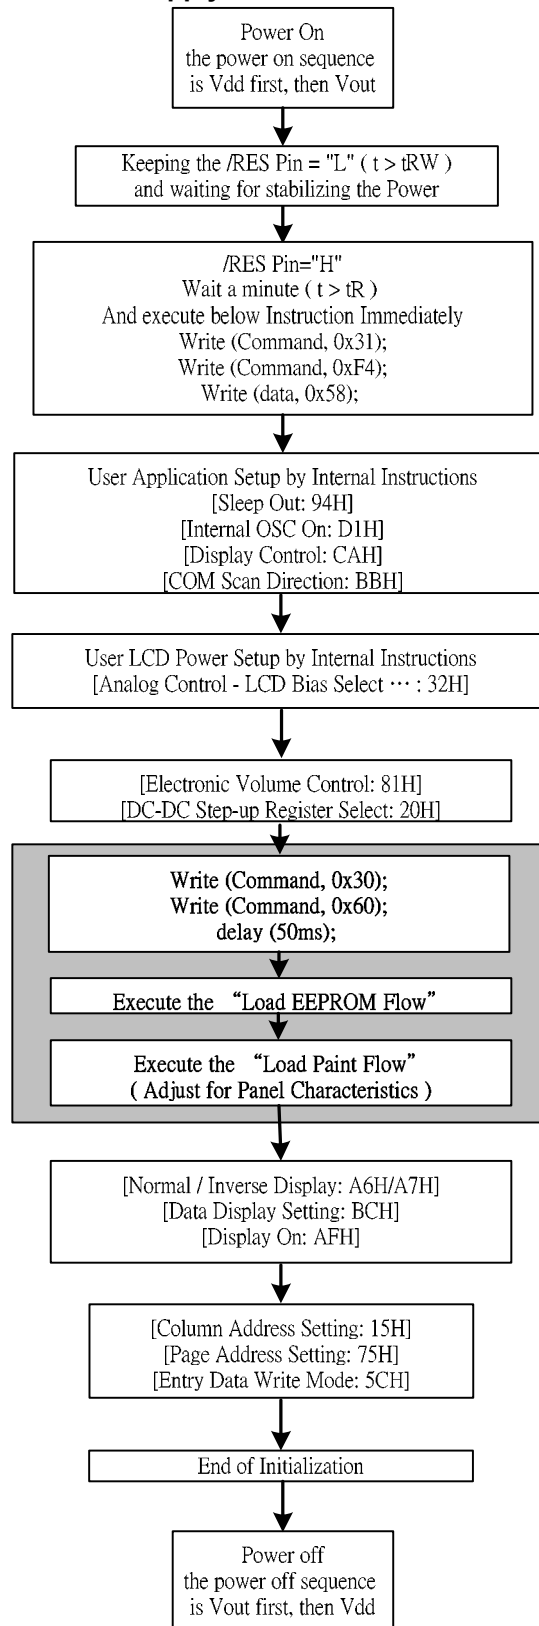 Power On
the power on sequence
is Vdd first, then Vout
Keeping the /RES Pin = "L" ( t > tRW )
and waiting for stabilizing the Power
/RES Pin="H"
Wait a minute ( t > tR )
And execute below Instruction Immediately
Write (Command, 0x31);
Write (Command, 0xF4);
Write (data, 0x58);
User Application Setup by Internal Instructions
[Sleep Out: 94H]
[Internal OSC On: D1H]
[Display Control: CAH]
[COM Scan Direction: BBH]
User LCD Power Setup by Internal Instructions
[Analog Control - LCD Bias Select ··· : 32H]
[Electronic Volume Control: 81H]
[DC-DC Step-up Register Select: 20H]
Write (Command, 0x30);
Write (Command, 0x60);
delay (50ms);
Execute the “Load EEPROM Flow”
Execute the “Load Paint Flow”
( Adjust for Panel Characteristics )
[Normal / Inverse Display: A6H/A7H]
[Data Display Setting: BCH]
[Display On: AFH]
[Column Address Setting: 15H]
[Page Address Setting: 75H]
[Entry Data Write Mode: 5CH]
End of Initialization
Power off
the power off sequence
is Vout first, then Vdd